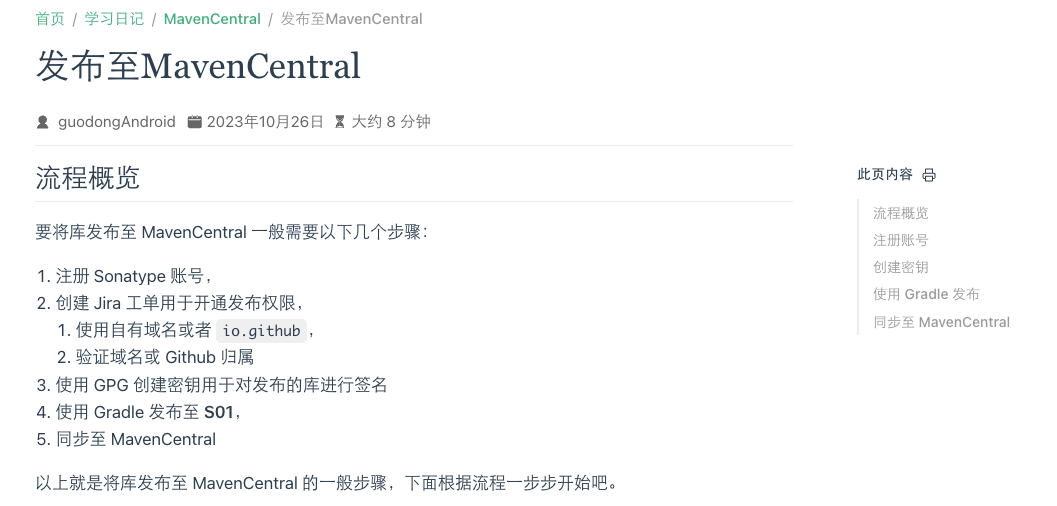 首页 / 学习日记 / MavenCentral / 发布至MavenCentral
发布至MavenCentral
guodongAndroid 2023年10月26日 大约 8 分钟
流程概览
要将库发布至 MavenCentral 一般需要以下几个步骤：
1. 注册 Sonatype 账号，
2. 创建 Jira 工单用于开通发布权限，
1. 使用自有域名或者 io.github，
2. 验证域名或 Github 归属
3. 使用 GPG 创建密钥用于对发布的库进行签名
4. 使用 Gradle 发布至 S01，
5. 同步至 MavenCentral
以上就是将库发布至 MavenCentral 的一般步骤，下面根据流程一步步开始吧。
此页内容
流程概览
注册账号
创建密钥
使用 Gradle 发布
同步至 MavenCentral